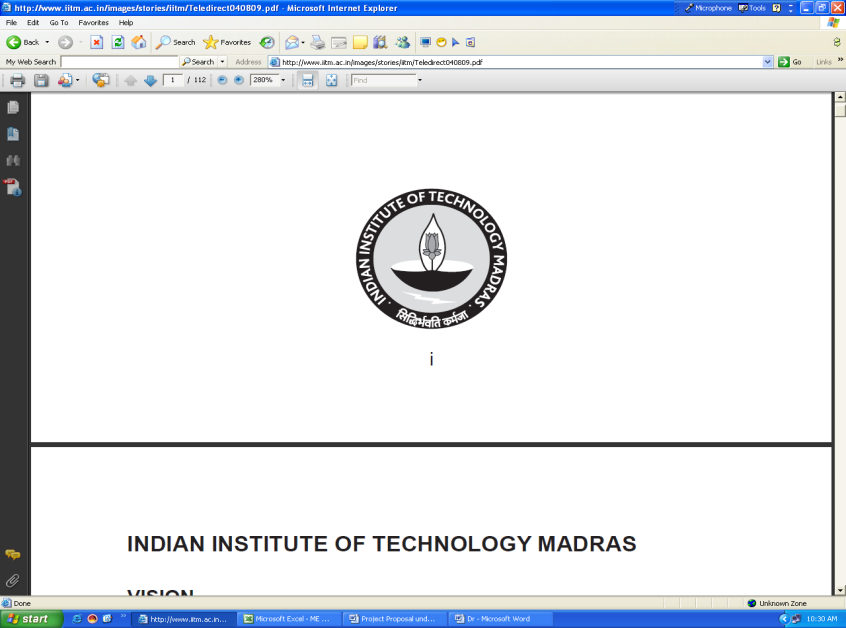 http://www.iitm.ac.in/images/stories/iitm/Teledirect040809.pdf - Microsoft Internet Explorer
Microphone Tools
File Edit Go To Favorites Help
Back Search Favorites
My Web Search Search Address http://www.iitm.ac.in/images/stories/iitm/Teledirect040809.pdf Go Links »
1 / 112 280% Find
INDIAN INSTITUTE OF TECHNOLOGY MADRAS
सिद्धिर्भवति कर्मजा
i
INDIAN INSTITUTE OF TECHNOLOGY MADRAS
VISION
Done Unknown Zone
start » http://www.iitm.ac.in... Microsoft Excel - ME ... Project Proposal und... Dr - Microsoft Word 10:30 AM